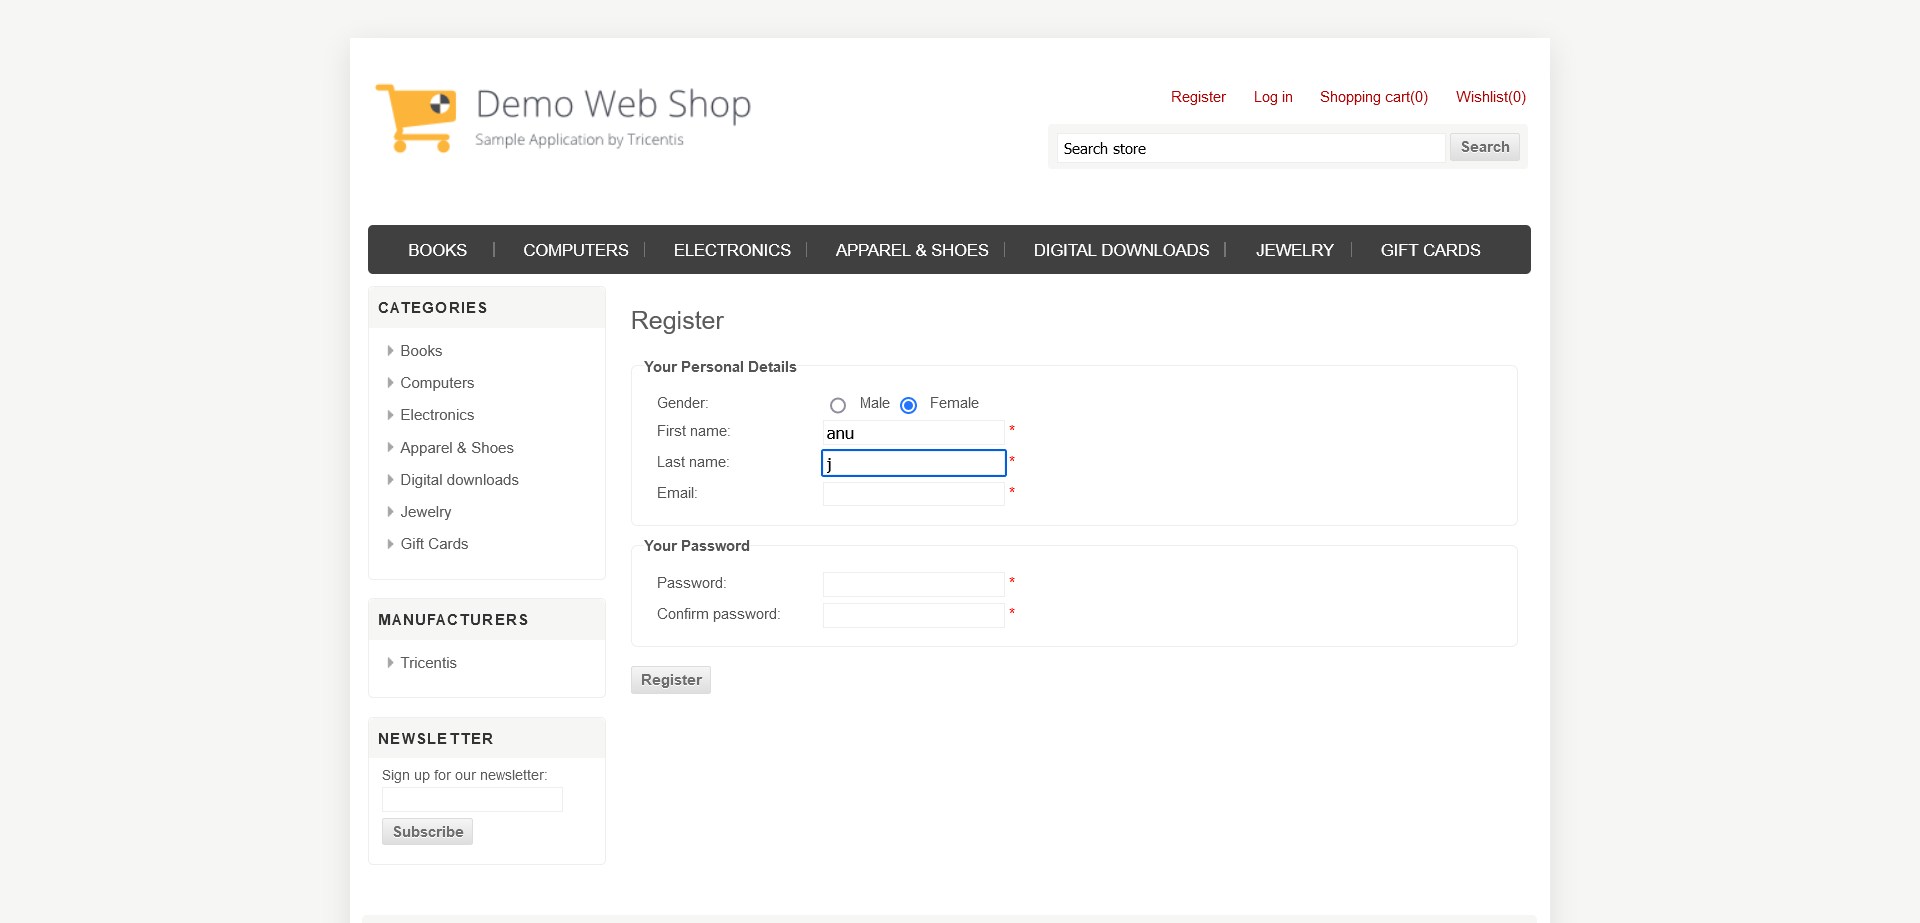 Demo Web Shop
Sample Application by Tricentis
Register Log in Shopping cart(0) Wishlist(0)
Search store Search
BOOKS COMPUTERS ELECTRONICS APPAREL & SHOES DIGITAL DOWNLOADS JEWELRY GIFT CARDS
CATEGORIES
Books
Computers
Electronics
Apparel & Shoes
Digital downloads
Jewelry
Gift Cards
MANUFACTURERS
Tricentis
NEWSLETTER
Sign up for our newsletter:
Subscribe
Register
Your Personal Details
Gender: Male Female
First name: anu *
Last name: j *
Email: *
Your Password
Password: *
Confirm password: *
Register